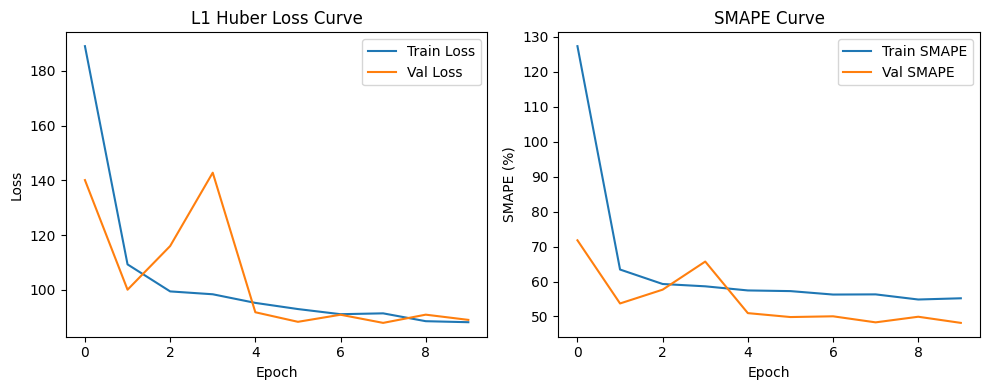 L1 Huber Loss Curve
Train Loss
Val Loss
180
160
140
120
100
Loss
0
2
4
6
8
Epoch
SMAPE Curve
Train SMAPE
Val SMAPE
130
120
110
100
90
80
70
60
50
SMAPE (%)
0
2
4
6
8
Epoch